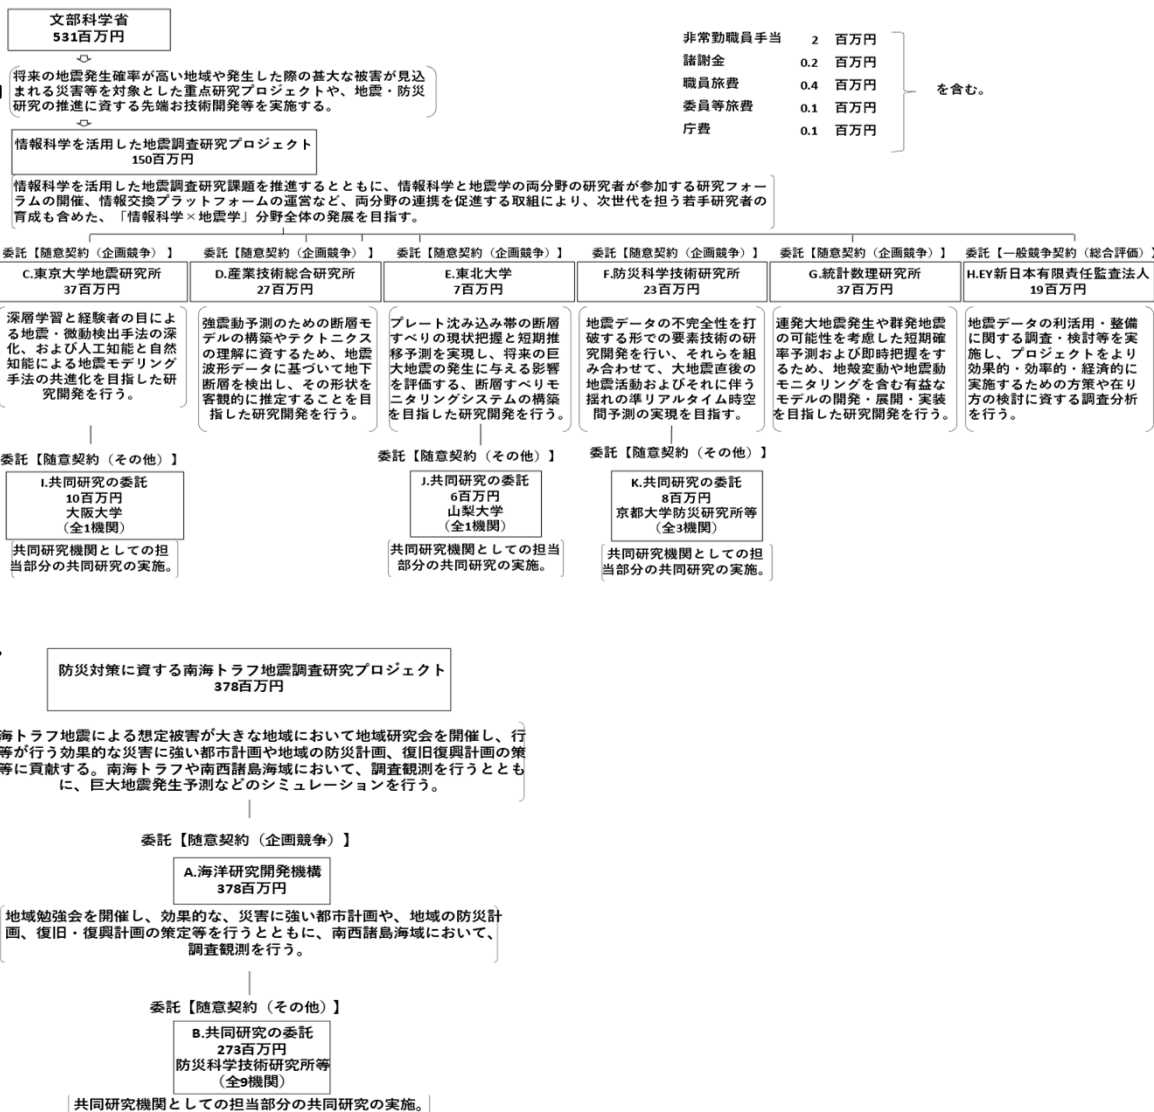 文部科学省
531百万円
非常勤職員手当 2 百万円
諸謝金 0.2 百万円
職員旅費 0.4 百万円
委員等旅費 0.1 百万円
庁費 0.1 百万円
を含む。
将来の地震発生確率が高い地域や発生した際の甚大な被害が見込
まれる災害等を対象とした重点研究プロジェクトや、地震・防災
研究の推進に資する先端お技術開発等を実施する。
情報科学を活用した地震調査研究プロジェクト
150百万円
情報科学を活用した地震調査研究課題を推進するとともに、情報科学と地震学の両分野の研究者が参加する研究フォー
ラムの開催、情報交換プラットフォームの運営など、両分野の連携を促進する取組により、次世代を担う若手研究者の
育成も含めた、「情報科学×地震学」分野全体の発展を目指す。
委託【随意契約（企画競争） 】
C.東京大学地震研究所
37百万円
深層学習と経験者の目によ
る地震・微動検出手法の深
化、および人工知能と自然
知能による地震モデリング
手法の共進化を目指した研
究開発を行う。
委託【随意契約（その他）】
I.共同研究の委託
10百万円
大阪大学
（全1機関）
共同研究機関としての担
当部分の共同研究の実施。
委託【随意契約（企画競争）】
D.産業技術総合研究所
27百万円
強震動予測のための断層モ
デルの構築やテクトニクス
の理解に資するため、地震
波形データに基づいて地下
断層を検出し、その形状を
客観的に推定することを目
指した研究開発を行う。
委託【随意契約（企画競争）】
E.東北大学
7百万円
プレート沈み込み帯の断層
すべりの現状把握と短期推
移予測を実現し、将来の巨
大地震の発生に与える影響
を評価する、断層すべりモ
ニタリングシステムの構築
を目指した研究開発を行う。
委託【随意契約（その他）】
J.共同研究の委託
6百万円
山梨大学
（全1機関）
共同研究機関としての担当
部分の共同研究の実施。
委託【随意契約（企画競争）】
F.防災科学技術研究所
23百万円
地震データの不完全性を打
破する形での要素技術の研
究開発を行い、それらを組
み合わせて、大地震直後の
地震活動およびそれに伴う
揺れの準リアルタイム時空
間予測の実現を目指す。
委託【随意契約（その他）】
K.共同研究の委託
8百万円
京都大学防災研究所等
（全3機関）
共同研究機関としての担
当部分の共同研究の実施。
委託【随意契約（企画競争）】
G.統計数理研究所
37百万円
連発大地震発生や群発地震
の可能性を考慮した短期確
率予測および即時把握をす
るため、地殻変動や地震動
モニタリングを含む有益な
モデルの開発・展開・実装
を目指した研究開発を行う。
委託【一般競争契約（総合評価）】
H.EY新日本有限責任監査法人
19百万円
地震データの利活用・整備
に関する調査・検討等を実
施し、プロジェクトをより
効果的・効率的・経済的に
実施するための方策や在り
方の検討に資する調査分析
を行う。
防災対策に資する南海トラフ地震調査研究プロジェクト
378百万円
海トラフ地震による想定被害が大きな地域において地域研究会を開催し、行
等が行う効果的な災害に強い都市計画や地域の防災計画、復旧復興計画の策
等に貢献する。南海トラフや南西諸島海域において、調査観測を行うととも
に、巨大地震発生予測などのシミュレーションを行う。
委託【随意契約（企画競争）】
A.海洋研究開発機構
378百万円
地域勉強会を開催し、効果的な、災害に強い都市計画や、地域の防災計
画、復旧・復興計画の策定等を行うとともに、南西諸島海域において、
調査観測を行う。
委託【随意契約（その他）】
B.共同研究の委託
273百万円
防災科学技術研究所等
（全9機関）
共同研究機関としての担当部分の共同研究の実施。